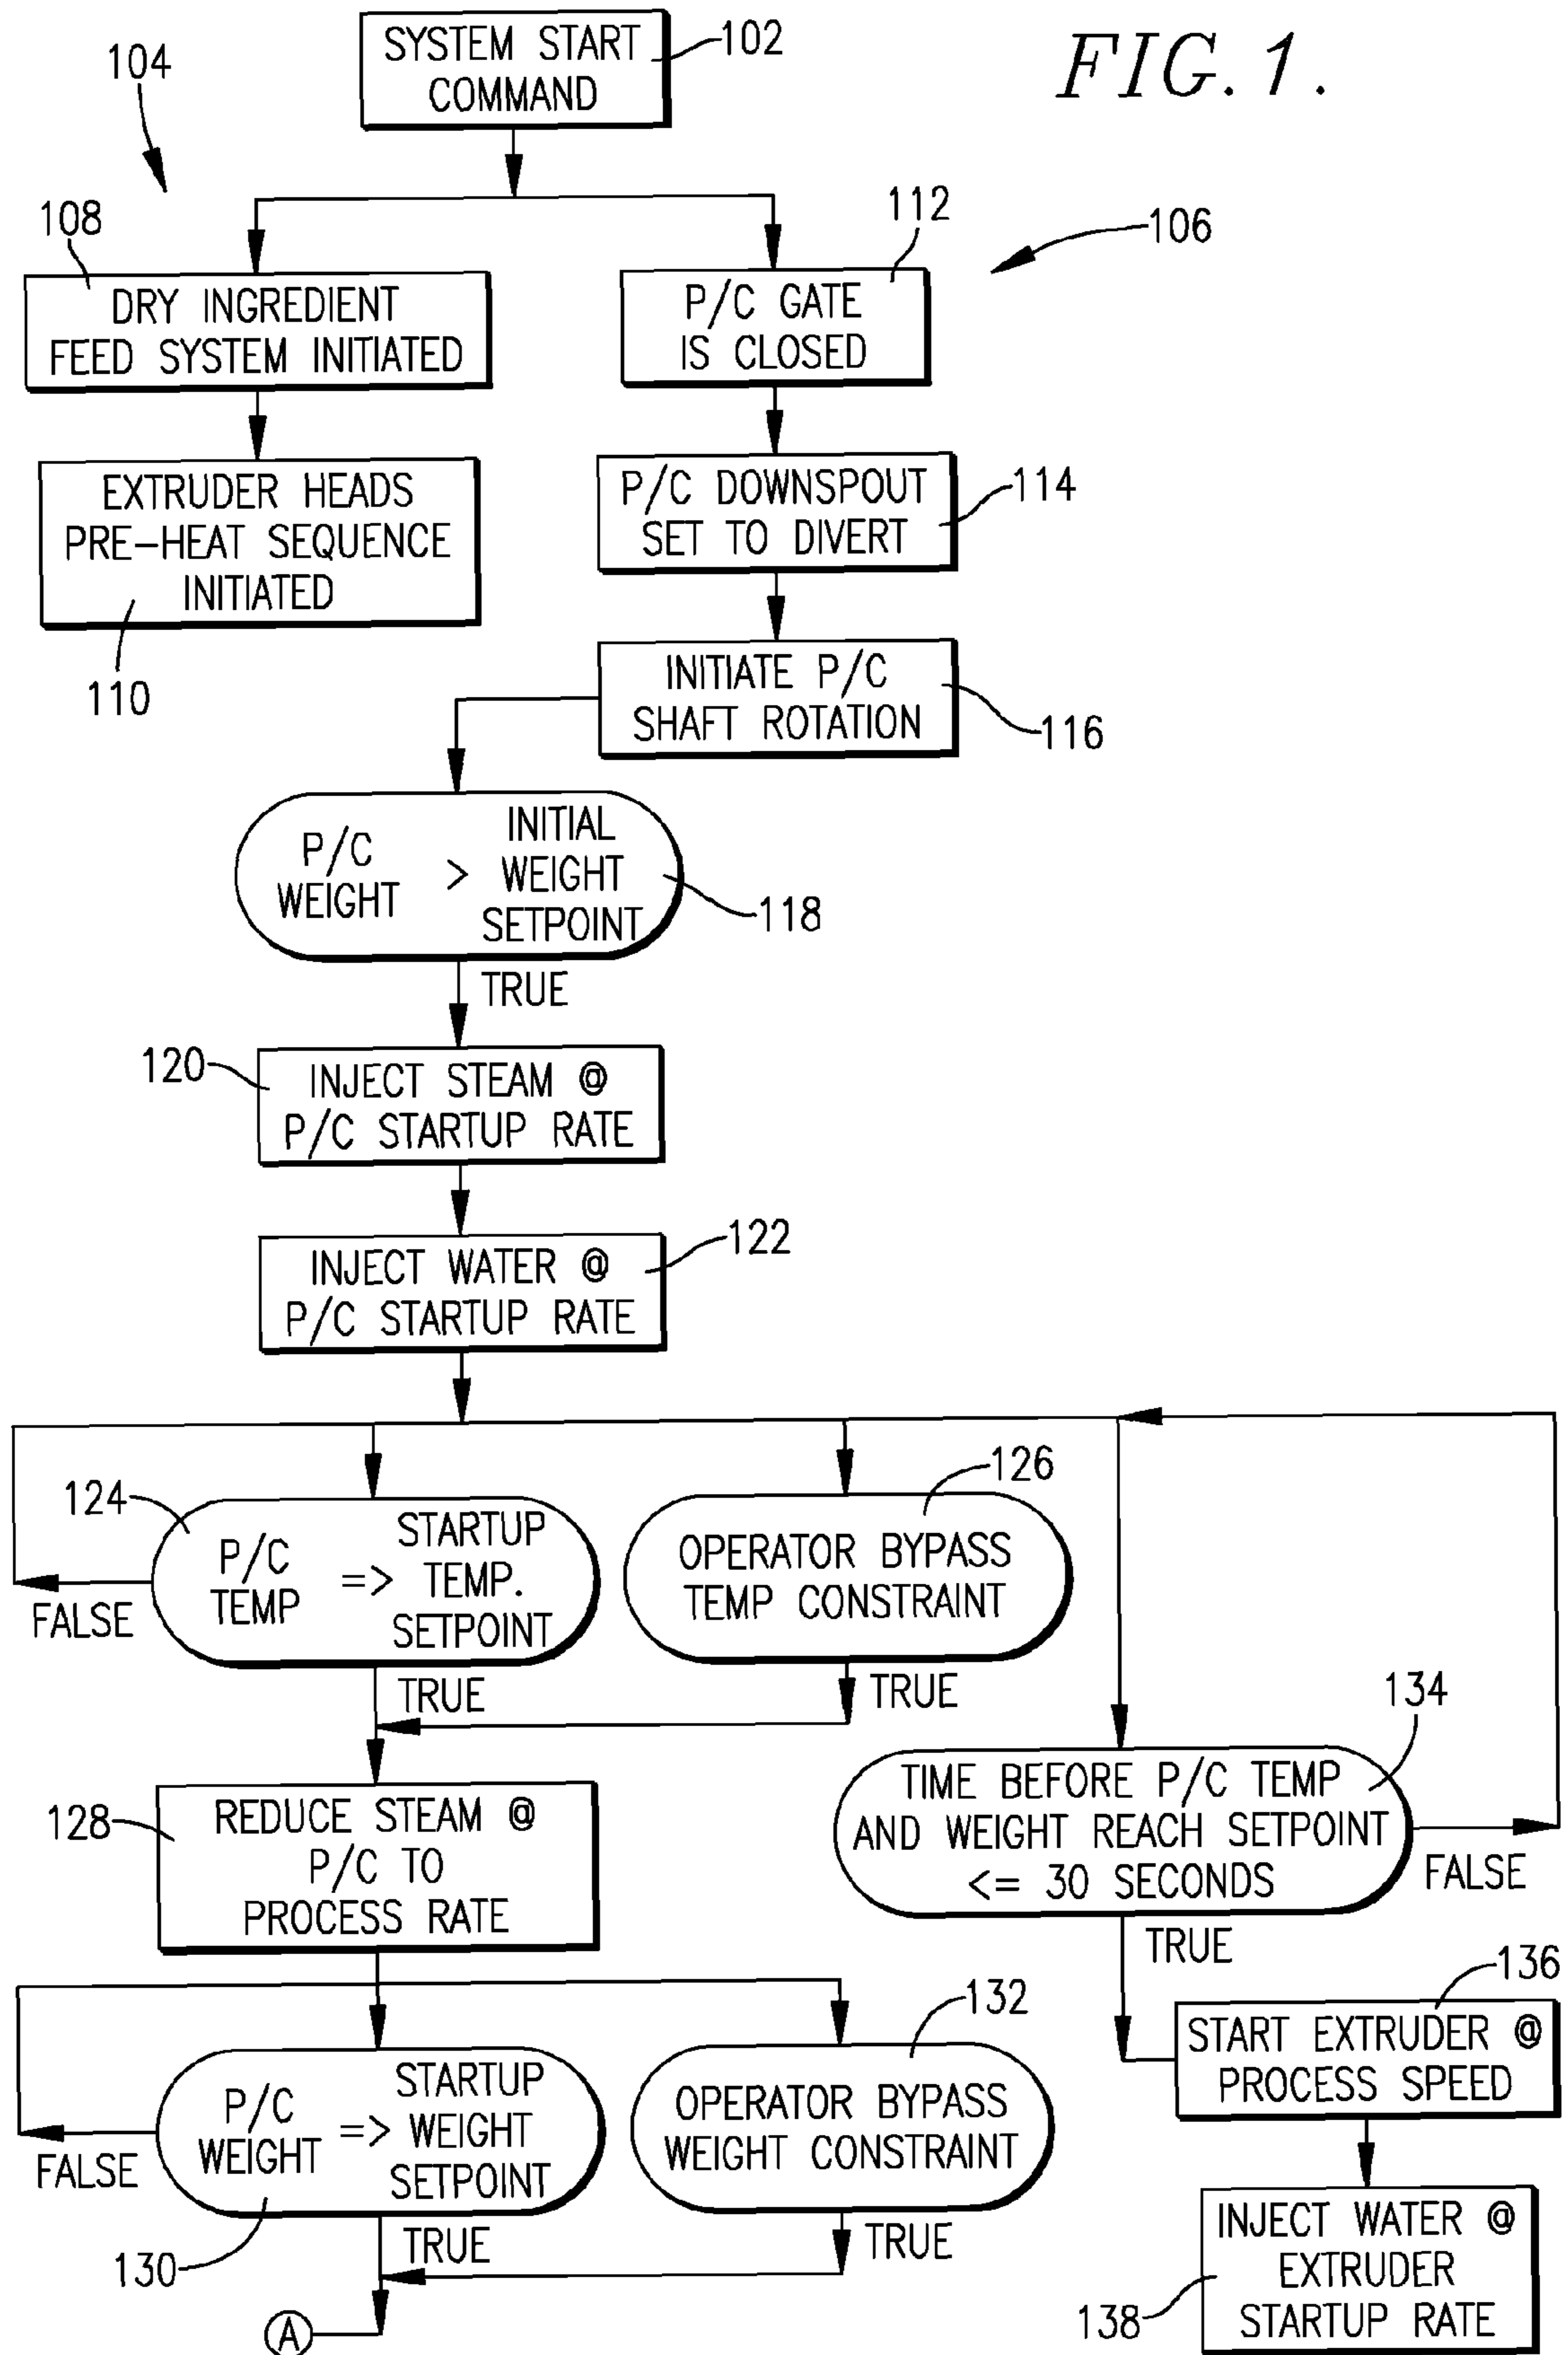 FIG. 1.
SYSTEM START
COMMAND
102
104
106
108
DRY INGREDIENT
FEED SYSTEM INITIATED
112
P/C GATE
IS CLOSED
EXTRUDER HEADS
PRE-HEAT SEQUENCE
INITIATED
110
P/C DOWNSPOUT
SET TO DIVERT
114
INITIATE P/C
SHAFT ROTATION
116
P/C
WEIGHT
>
INITIAL
WEIGHT
SETPOINT
118
TRUE
120
INJECT STEAM @
P/C STARTUP RATE
122
INJECT WATER @
P/C STARTUP RATE
124
P/C
TEMP
=>
STARTUP
TEMP.
SETPOINT
FALSE
TRUE
126
OPERATOR BYPASS
TEMP CONSTRAINT
TRUE
134
TIME BEFORE P/C TEMP
AND WEIGHT REACH SETPOINT
<= 30 SECONDS
FALSE
TRUE
128
REDUCE STEAM @
P/C TO
PROCESS RATE
136
START EXTRUDER @
PROCESS SPEED
P/C
WEIGHT
=>
STARTUP
WEIGHT
SETPOINT
FALSE
130
TRUE
132
OPERATOR BYPASS
WEIGHT CONSTRAINT
TRUE
INJECT WATER @
EXTRUDER
STARTUP RATE
138
A